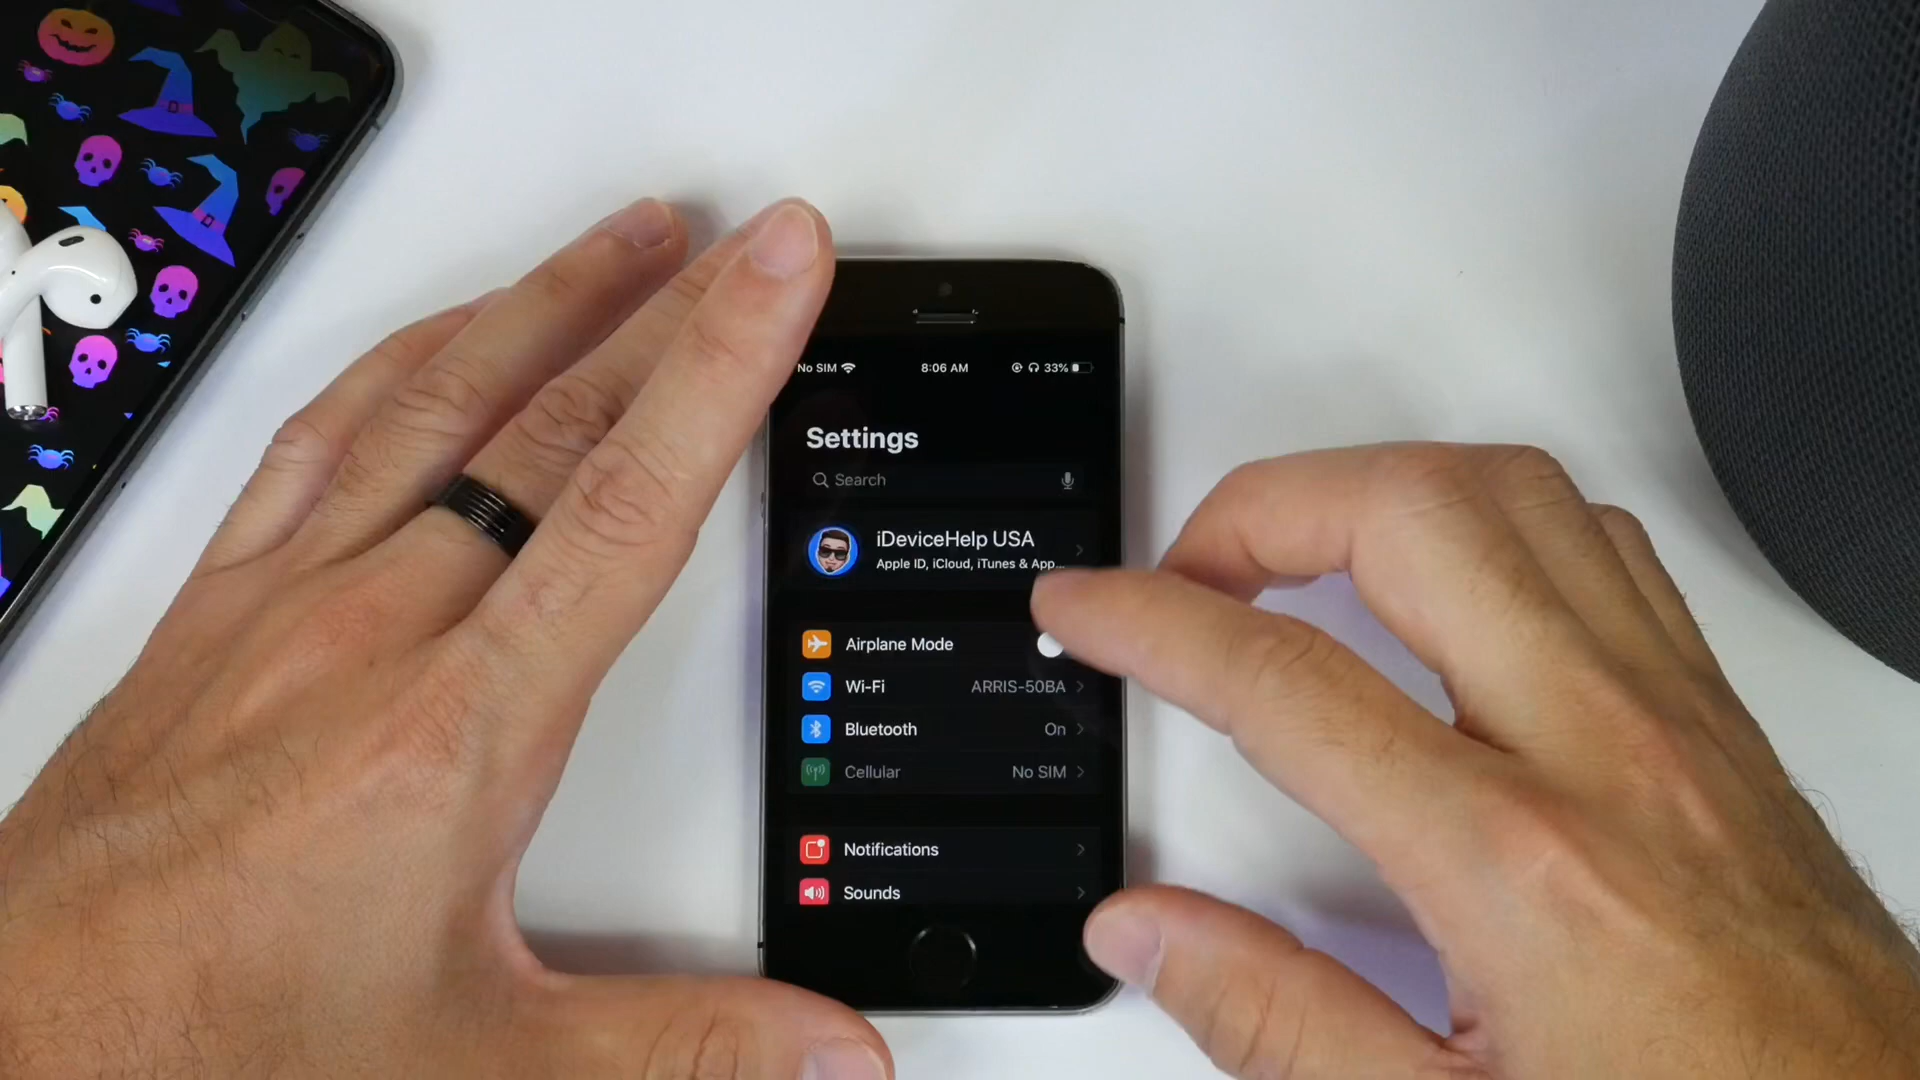 No SIM 8:06 AM 33%
Settings
Search
iDeviceHelp USA
Apple ID, iCloud, iTunes & App...
Airplane Mode
Wi-Fi ARRIS-50BA
Bluetooth On
Cellular No SIM
Notifications
Sounds